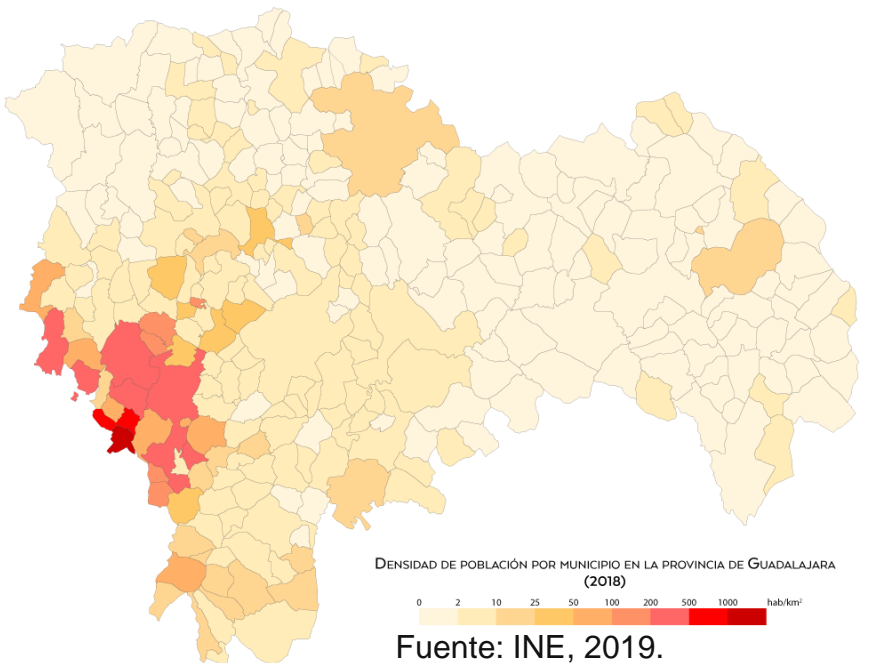 Densidad de población por municipio en la provincia de Guadalajara
(2018)
0 2 10 25 50 100 200 500 1000 hab/km²
Fuente: INE, 2019.